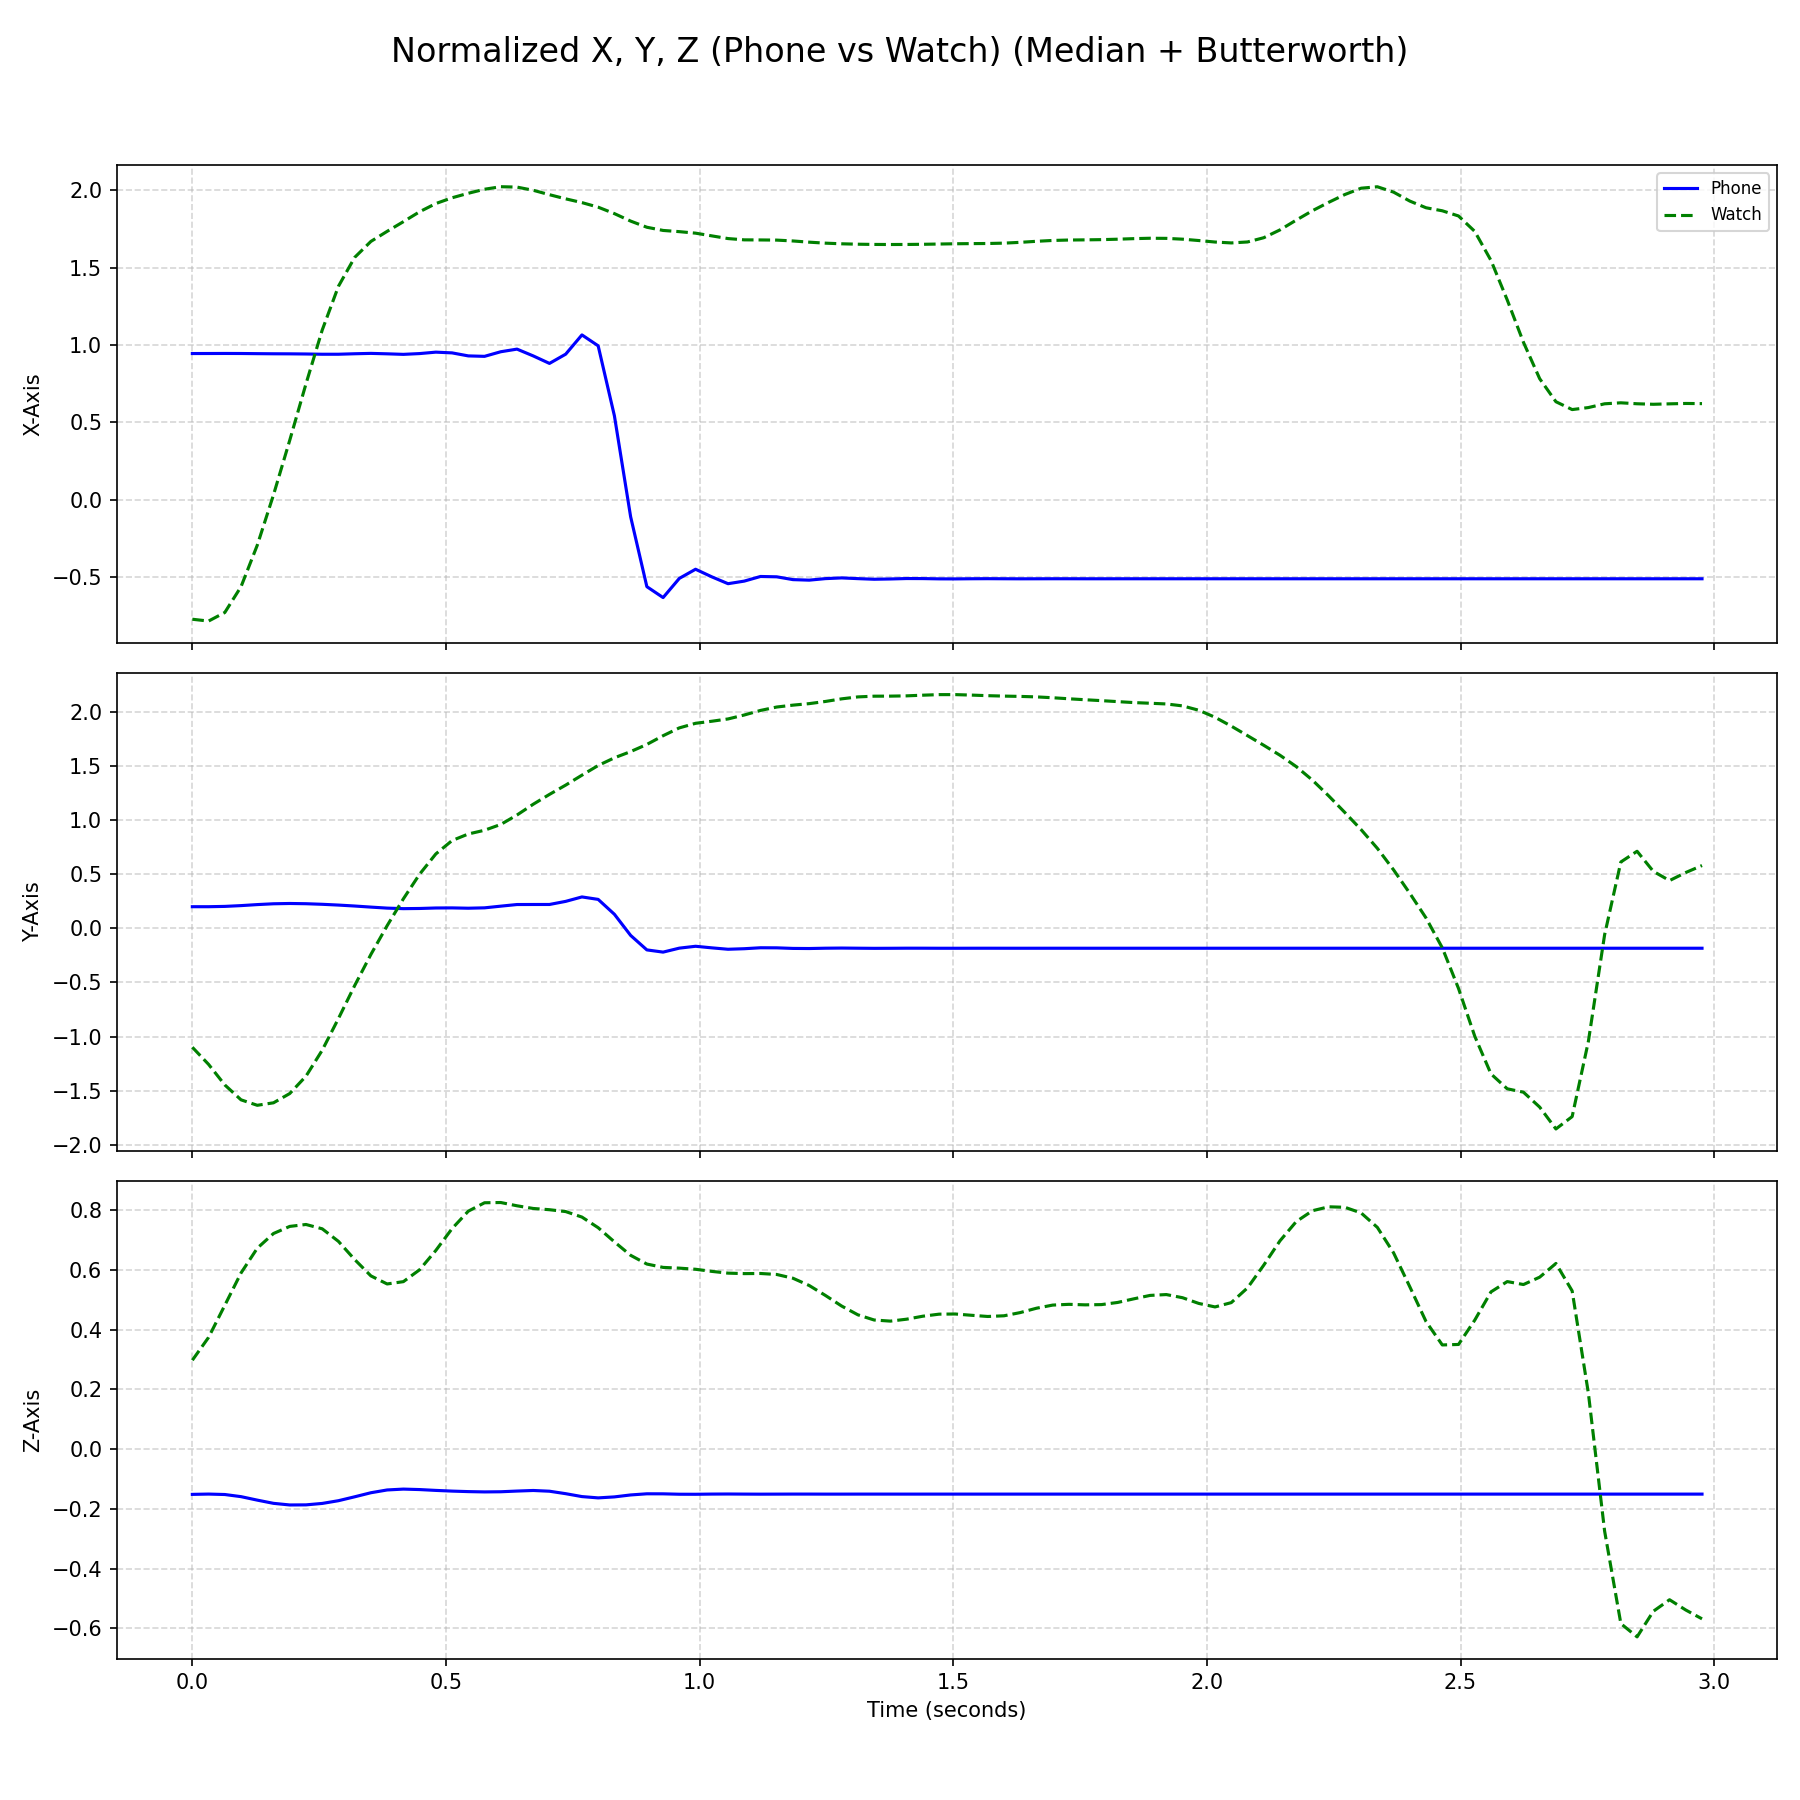 Normalized X, Y, Z (Phone vs Watch) (Median + Butterworth)
Phone
Watch
X-Axis
2.0
1.5
1.0
0.5
0.0
−0.5
Y-Axis
2.0
1.5
1.0
0.5
0.0
−0.5
−1.0
−1.5
−2.0
Z-Axis
0.8
0.6
0.4
0.2
0.0
−0.2
−0.4
−0.6
0.0 0.5 1.0 1.5 2.0 2.5 3.0
Time (seconds)